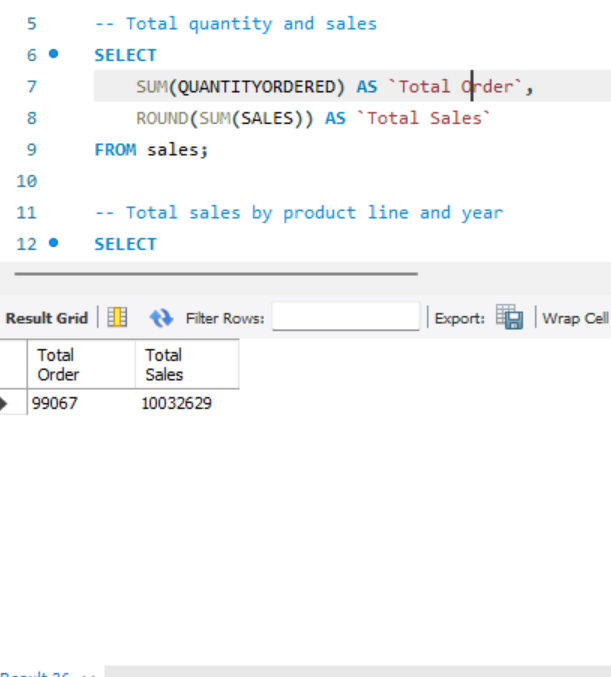 5 -- Total quantity and sales
6 SELECT
7 SUM(QUANTITYORDERED) AS `Total Order`,
8 ROUND(SUM(SALES)) AS `Total Sales`
9 FROM sales;
10
11 -- Total sales by product line and year
12 SELECT
Result Grid Filter Rows: Export: Wrap Cell
Total Order Total Sales
99067 10032629